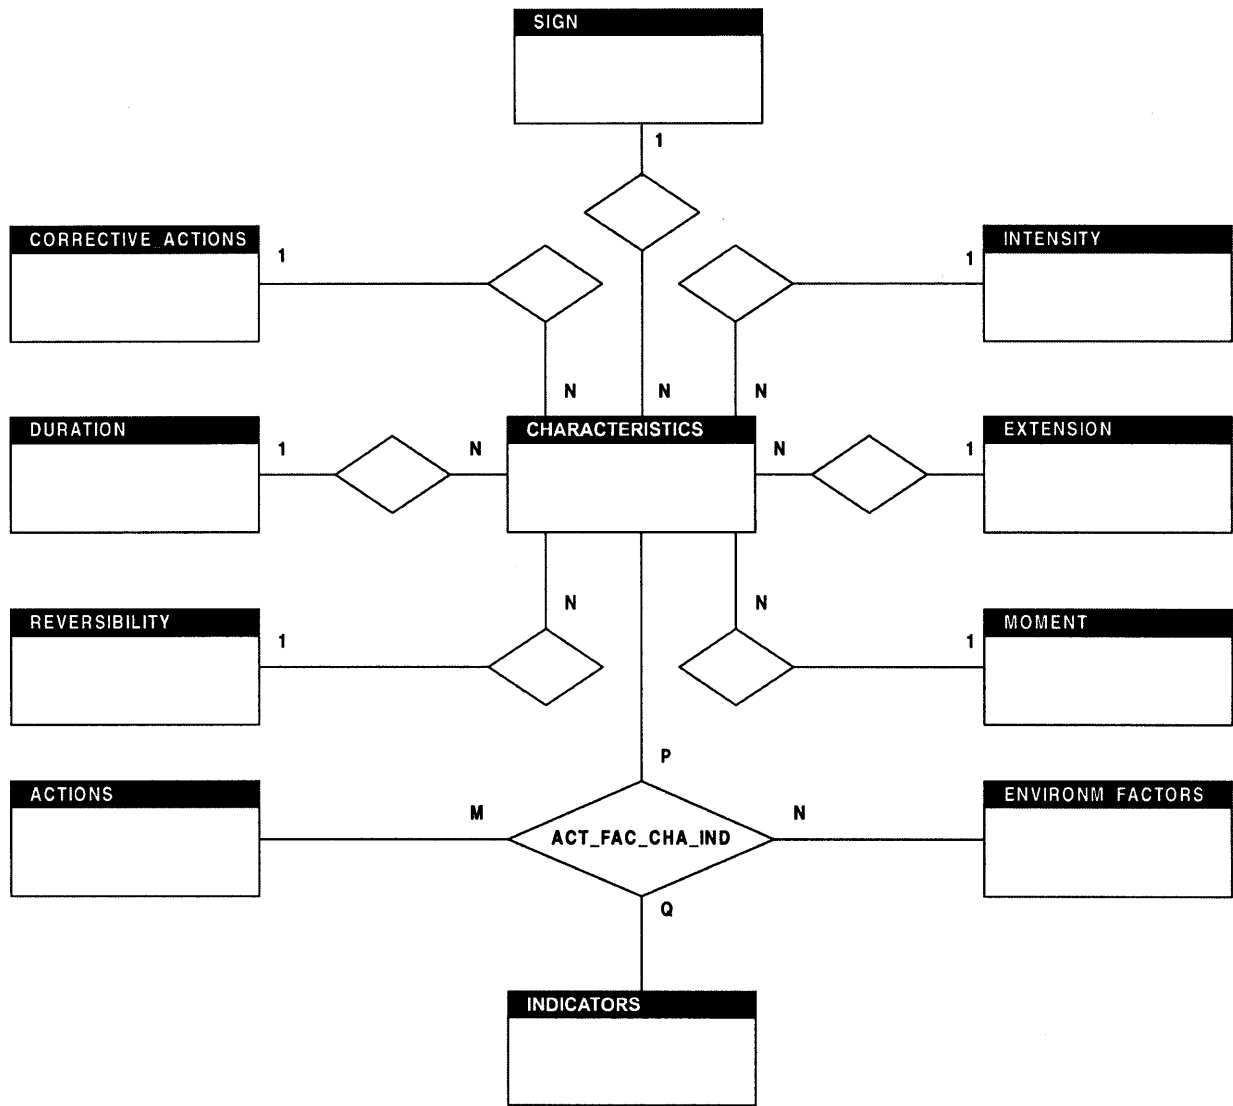 SIGN
1
CORRECTIVE_ACTIONS
1
1
INTENSITY
N
N
N
DURATION
1
N
CHARACTERISTICS
N
1
EXTENSION
REVERSIBILITY
1
N
N
1
MOMENT
P
ACTIONS
M
ACT_FAC_CHA_IND
N
ENVIRONM FACTORS
Q
INDICATORS